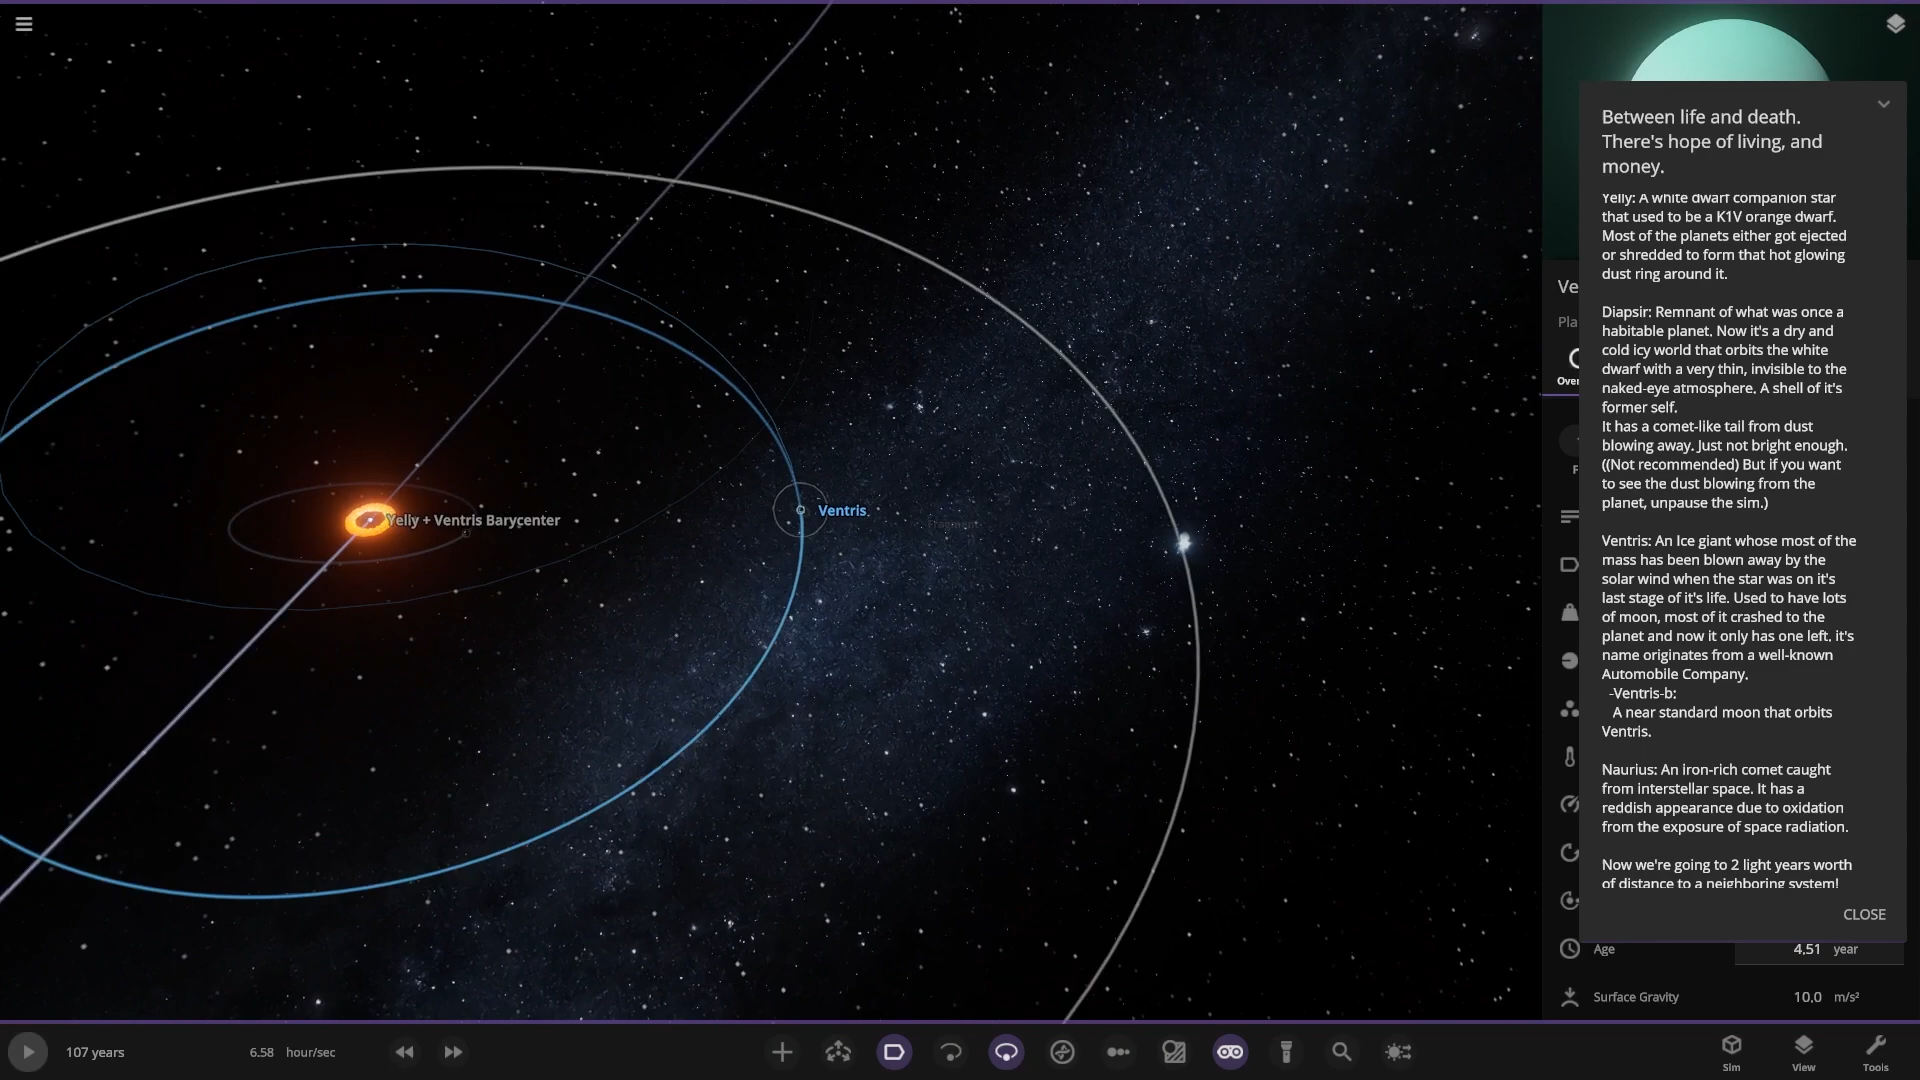 Between life and death.
There's hope of living, and
money.
Yelly: A white dwarf companion star
that used to be a K1V orange dwarf.
Most of the planets either got ejected
or shredded to form that hot glowing
dust ring around it.
Diapsir: Remnant of what was once a
habitable planet. Now it's a dry and
cold icy world that orbits the white
dwarf with a very thin, invisible to the
naked-eye atmosphere. A shell of it's
former self.
It has a comet-like tail from dust
blowing away. Just not bright enough.
((Not recommended) But if you want
to see the dust blowing from the
planet, unpause the sim.)
Ventris: An Ice giant whose most of the
mass has been blown away by the
solar wind when the star was on it's
last stage of it's life. Used to have lots
of moon, most of it crashed to the
planet and now it only has one left. it's
name originates from a well-known
Automobile Company.
-Ventris-b:
A near standard moon that orbits
Ventris.
Naurius: An iron-rich comet caught
from interstellar space. It has a
reddish appearance due to oxidation
from the exposure of space radiation.
Now we're going to 2 light years worth
of distance to a neighboring system!
CLOSE
Ve
Pla
Over
F
Yelly + Ventris Barycenter
Ventris
Fragment
Age 4,51 year
Surface Gravity 10,0 m/s²
107 years 6.58 hour/sec
Sim View Tools